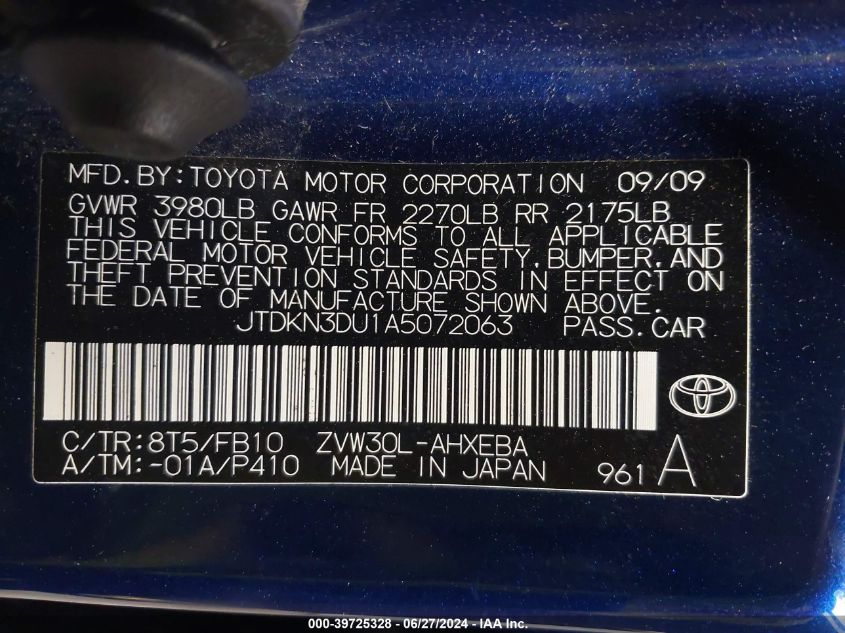 MFD.BY:TOYOTA MOTOR CORPORATION 09/09
GVWR 3980LB GAWR FR 2270LB RR 2175LB
THIS VEHICLE CONFORMS TO ALL APPLICABLE
FEDERAL MOTOR VEHICLE SAFETY,BUMPER,AND
THEFT PREVENTION STANDARDS IN EFFECT ON
THE DATE OF MANUFACTURE SHOWN ABOVE.
JTDKN3DU1A5072063 PASS.CAR
C/TR:8T5/FB10 ZVW30L-AHXEBA
A/TM:-01A/P410 MADE IN JAPAN 961 A
000-39725328 - 06/27/2024 - IAA Inc.